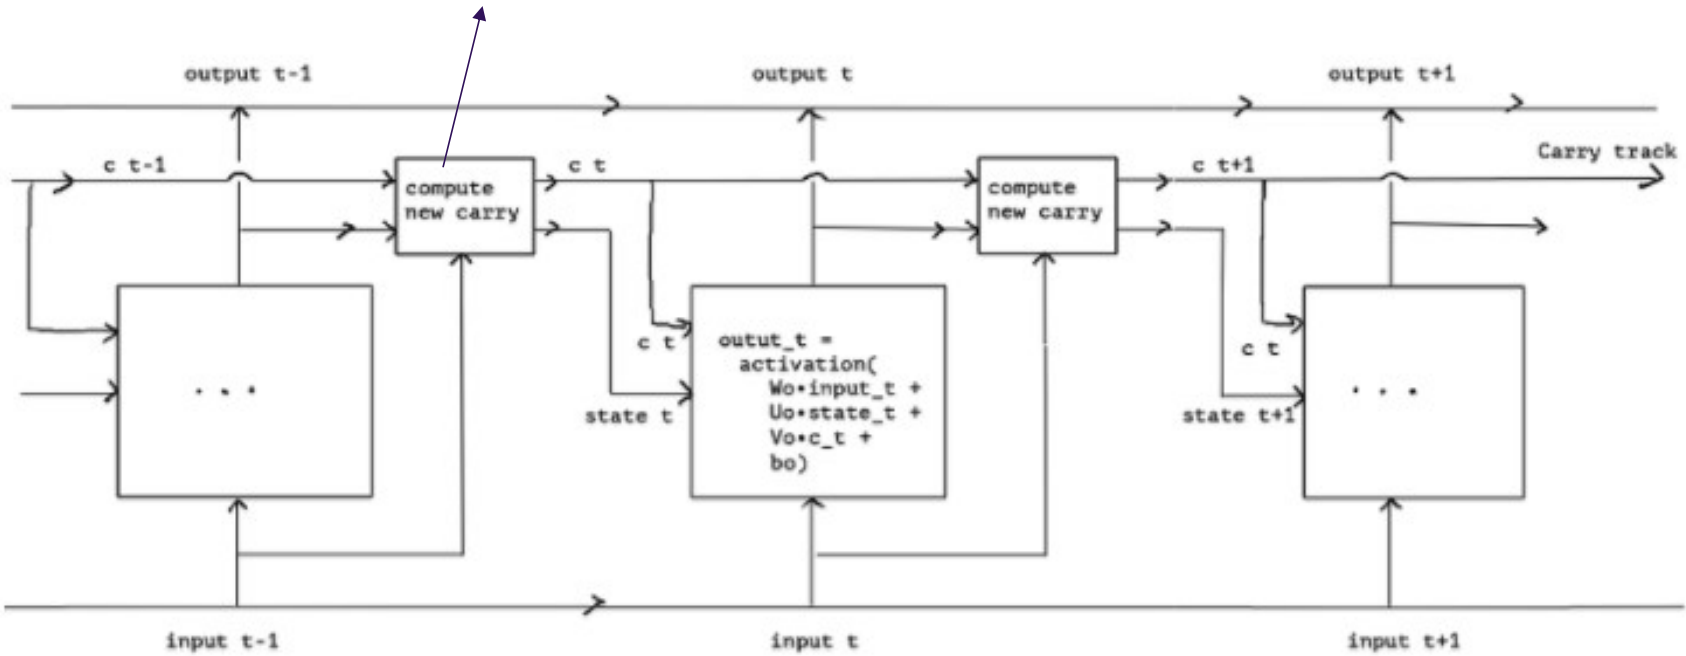 output t-1
output t
output t+1
c t-1
c t
c t+1
Carry track
compute
new carry
compute
new carry
c t
state t
outut_t =
activation(
Wo•input_t +
Uo•state_t +
Vo•c_t +
bo)
c t
state t+1
. . .
. . .
input t-1
input t
input t+1